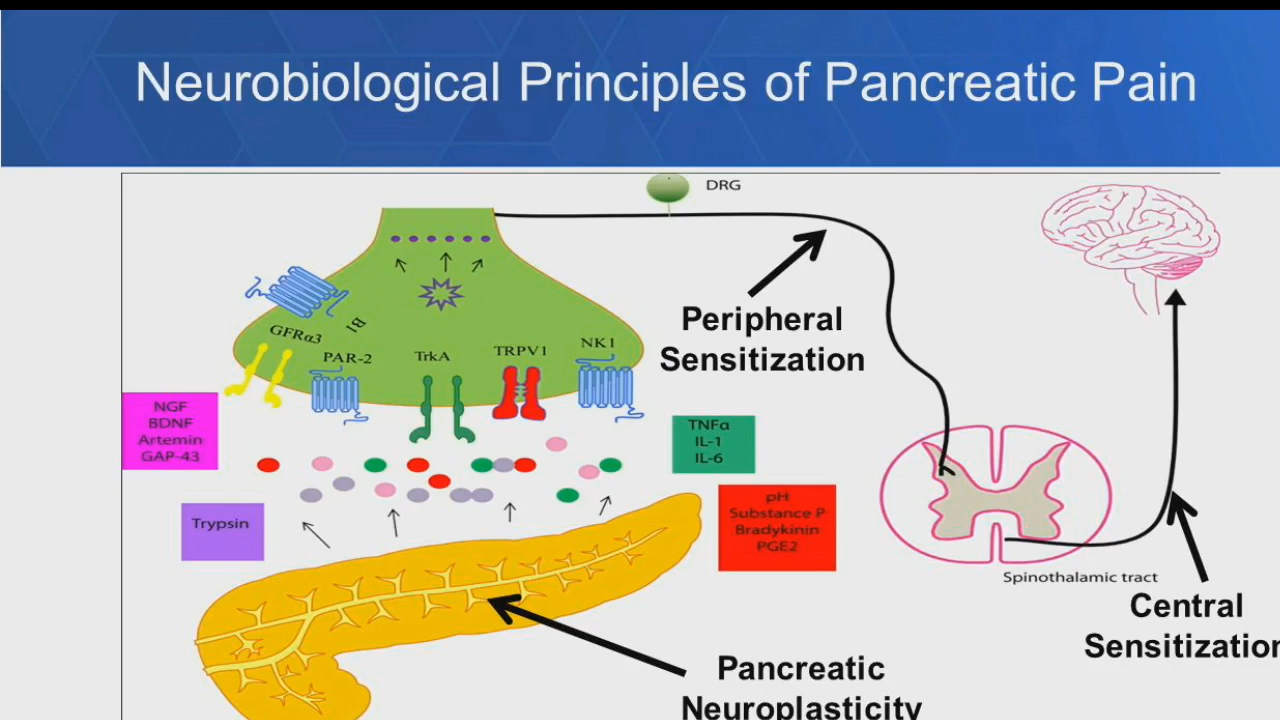 Neurobiological Principles of Pancreatic Pain
DRG
Peripheral
Sensitization
B1
GFRα3
PAR-2
TrkA
TRPV1
NK1
NGF
BDNF
Artemin
GAP-43
TNFα
IL-1
IL-6
Trypsin
pH
Substance P
Bradykinin
PGE2
Spinothalamic tract
Central
Sensitization
Pancreatic
Neuroplasticity